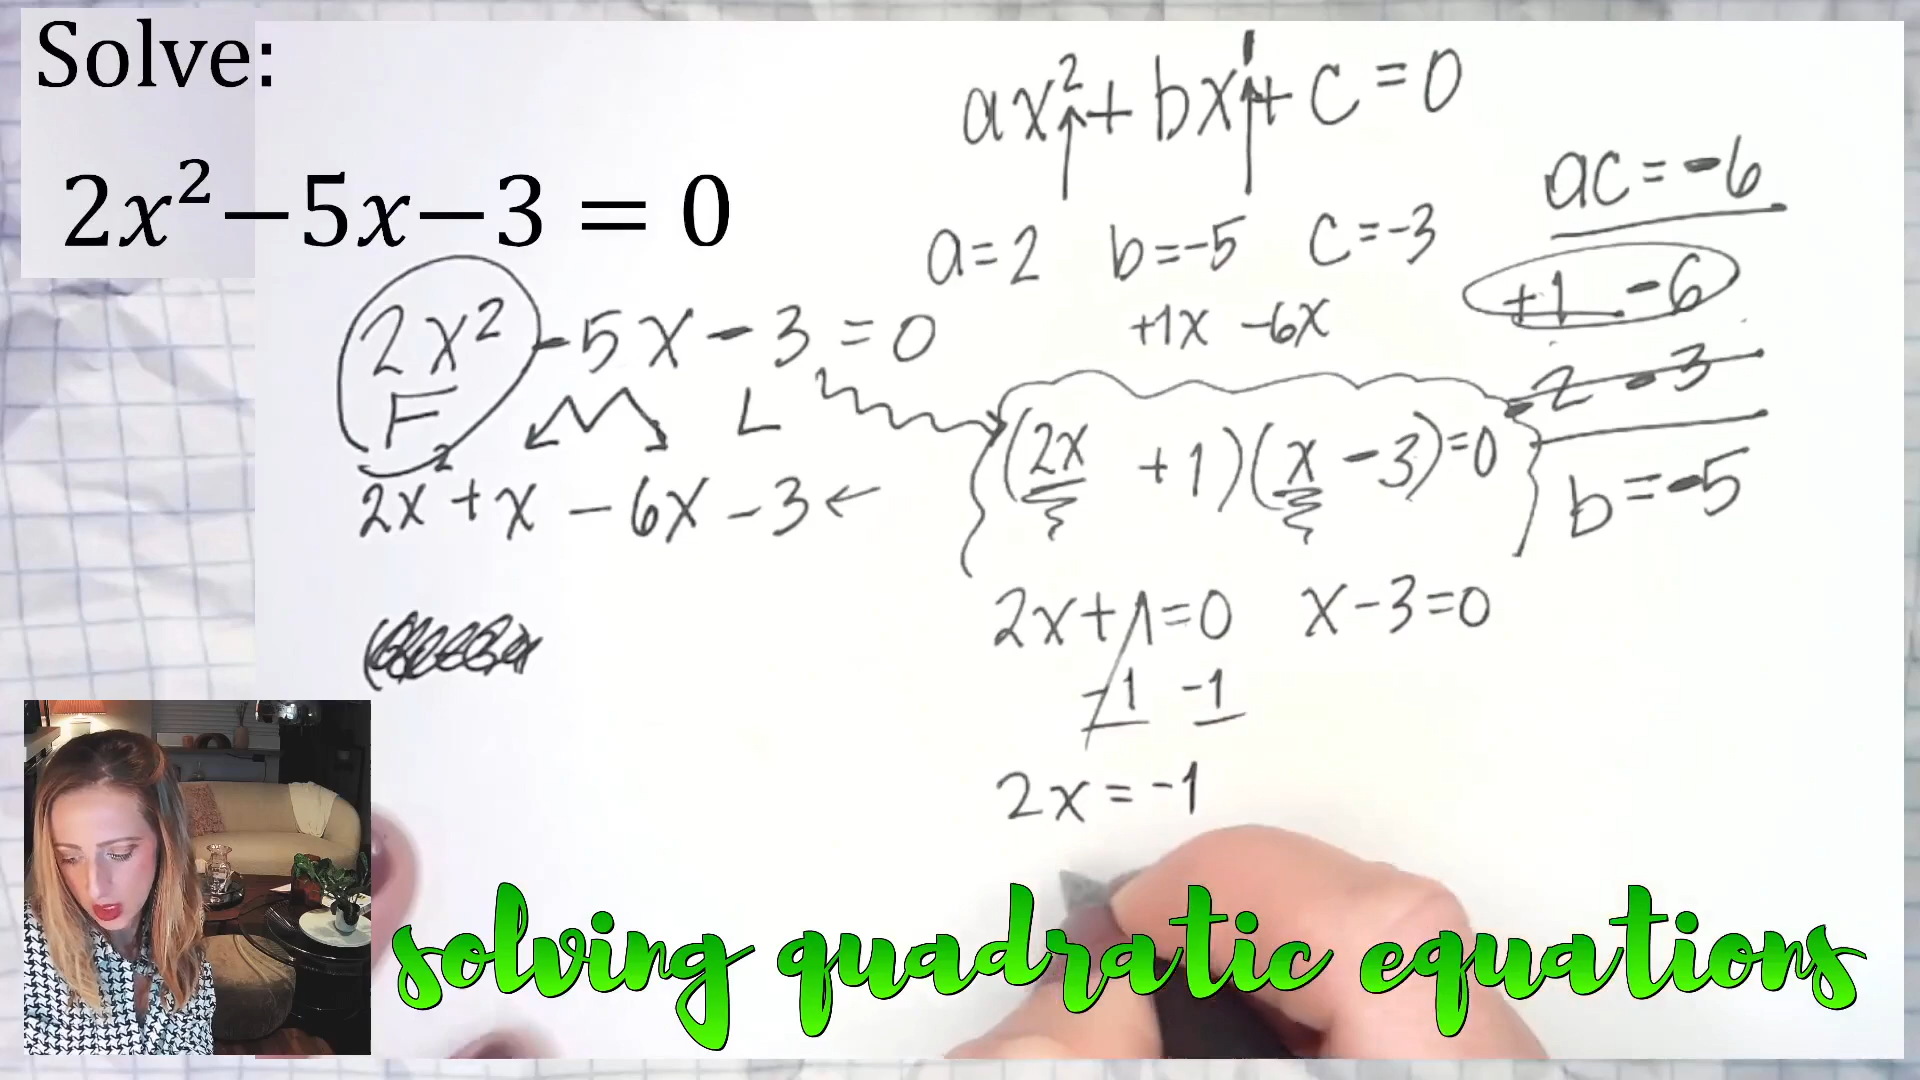 Solve:
2x² − 5x − 3 = 0
ax² + bx¹ + c = 0
ac = -6
a = 2 b = -5 c = -3
+1 -6
+1x -6x
2x² - 5x - 3 = 0
2 - 3
F L
(2x + 1)(x - 3) = 0
2x² + x - 6x - 3 ←
b = -5
2x + 1 = 0 x - 3 = 0
-1 -1
2x = -1
solving quadratic equations